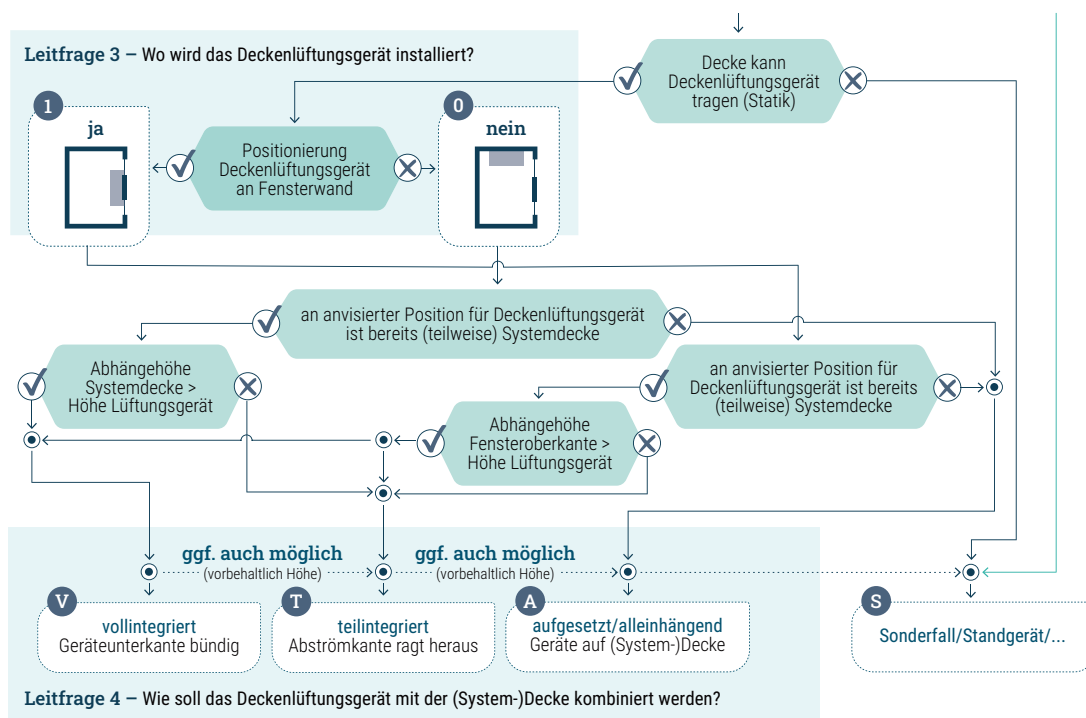 Leitfrage 3 – Wo wird das Deckenlüftungsgerät installiert?
Decke kann
Deckenlüftungsgerät
tragen (Statik)
1
ja
Positionierung
Deckenlüftungsgerät
an Fensterwand
0
nein
an anvisierter Position für Deckenlüftungsgerät
ist bereits (teilweise) Systemdecke
Abhängehöhe
Systemdecke >
Höhe Lüftungsgerät
an anvisierter Position für
Deckenlüftungsgerät ist bereits
(teilweise) Systemdecke
Abhängehöhe
Fensteroberkante >
Höhe Lüftungsgerät
ggf. auch möglich
(vorbehaltlich Höhe)
ggf. auch möglich
(vorbehaltlich Höhe)
V
vollintegriert
Geräteunterkante bündig
T
teilintegriert
Abströmkante ragt heraus
A
aufgesetzt/alleinhängend
Geräte auf (System-)Decke
S
Sonderfall/Standgerät/...
Leitfrage 4 – Wie soll das Deckenlüftungsgerät mit der (System-)Decke kombiniert werden?